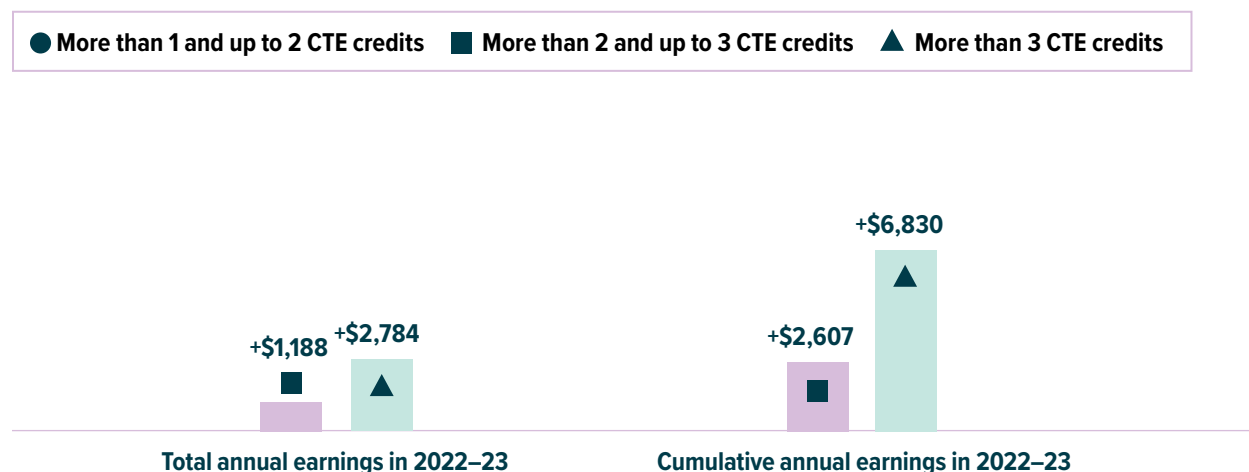 More than 1 and up to 2 CTE credits More than 2 and up to 3 CTE credits More than 3 CTE credits
+$6,830
+$1,188 +$2,784 +$2,607
Total annual earnings in 2022–23 Cumulative annual earnings in 2022–23